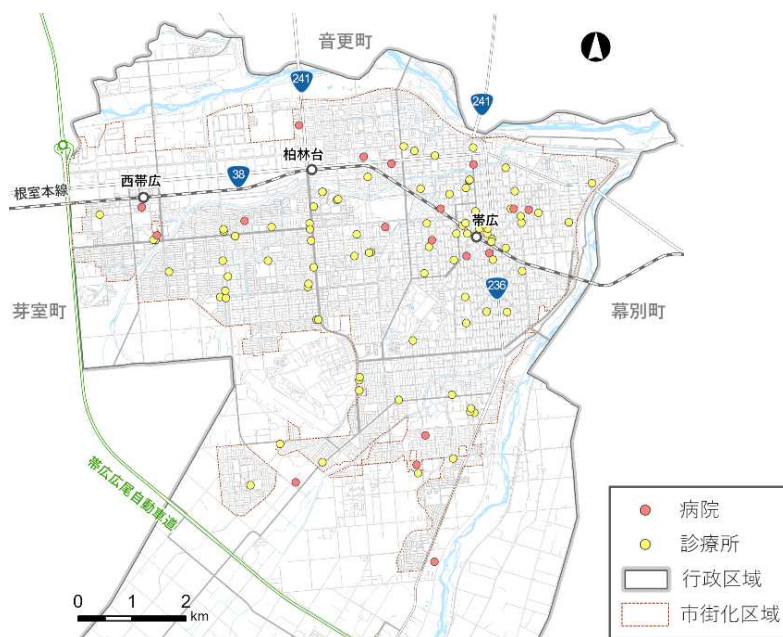 音更町
241
241
柏林台
西帯広
38
根室本線
帯広
236
芽室町
幕別町
帯広広尾自動車道
0 1 2
km
病院
診療所
行政区域
市街化区域